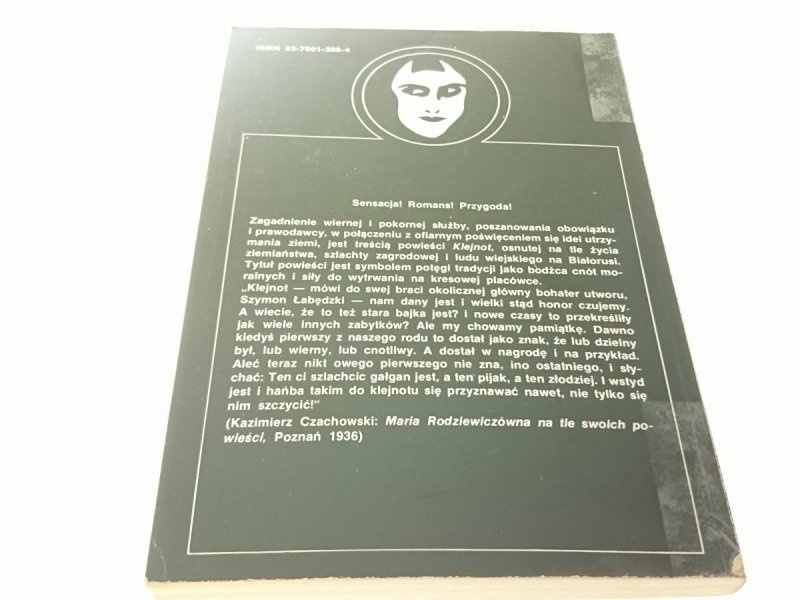 ISBN 83-7001-388-4
Sensacja! Romans! Przygoda!
Zagadnienie wiernej i pokornej służby, poszanowania obowiązku
i prawodawcy, w połączeniu z ofiarnym poświęceniem się idei utrzy-
mania ziemi, jest treścią powieści Klejnot, osnutej na tle życia
ziemiaństwa, szlachty zagrodowej i ludu wiejskiego na Białorusi.
Tytuł powieści jest symbolem potęgi tradycji jako bodźca cnót mo-
ralnych i siły do wytrwania na kresowej placówce.
„Klejnot — mówi do swej braci okolicznej główny bohater utworu,
Szymon Łabędzki — nam dany jest i wielki stąd honor czujemy.
A wiecie, że to też stara bajka jest? i nowe czasy to przekreśliły
jak wiele innych zabytków? Ale my chowamy pamiątkę. Dawno
kiedyś pierwszy z naszego rodu to dostał jako znak, że lub dzielny
był, lub wierny, lub cnotliwy. A dostał w nagrodę i na przykład.
Aleć teraz nikt owego pierwszego nie zna, ino ostatniego, i sły-
chać: Ten ci szlachcic gałgan jest, a ten pijak, a ten złodziej. I wstyd
jest i hańba takim do klejnotu się przyznawać nawet, nie tylko się
nim szczycić!"
(Kazimierz Czachowski: Maria Rodziewiczówna na tle swoich po-
wieści, Poznań 1936)